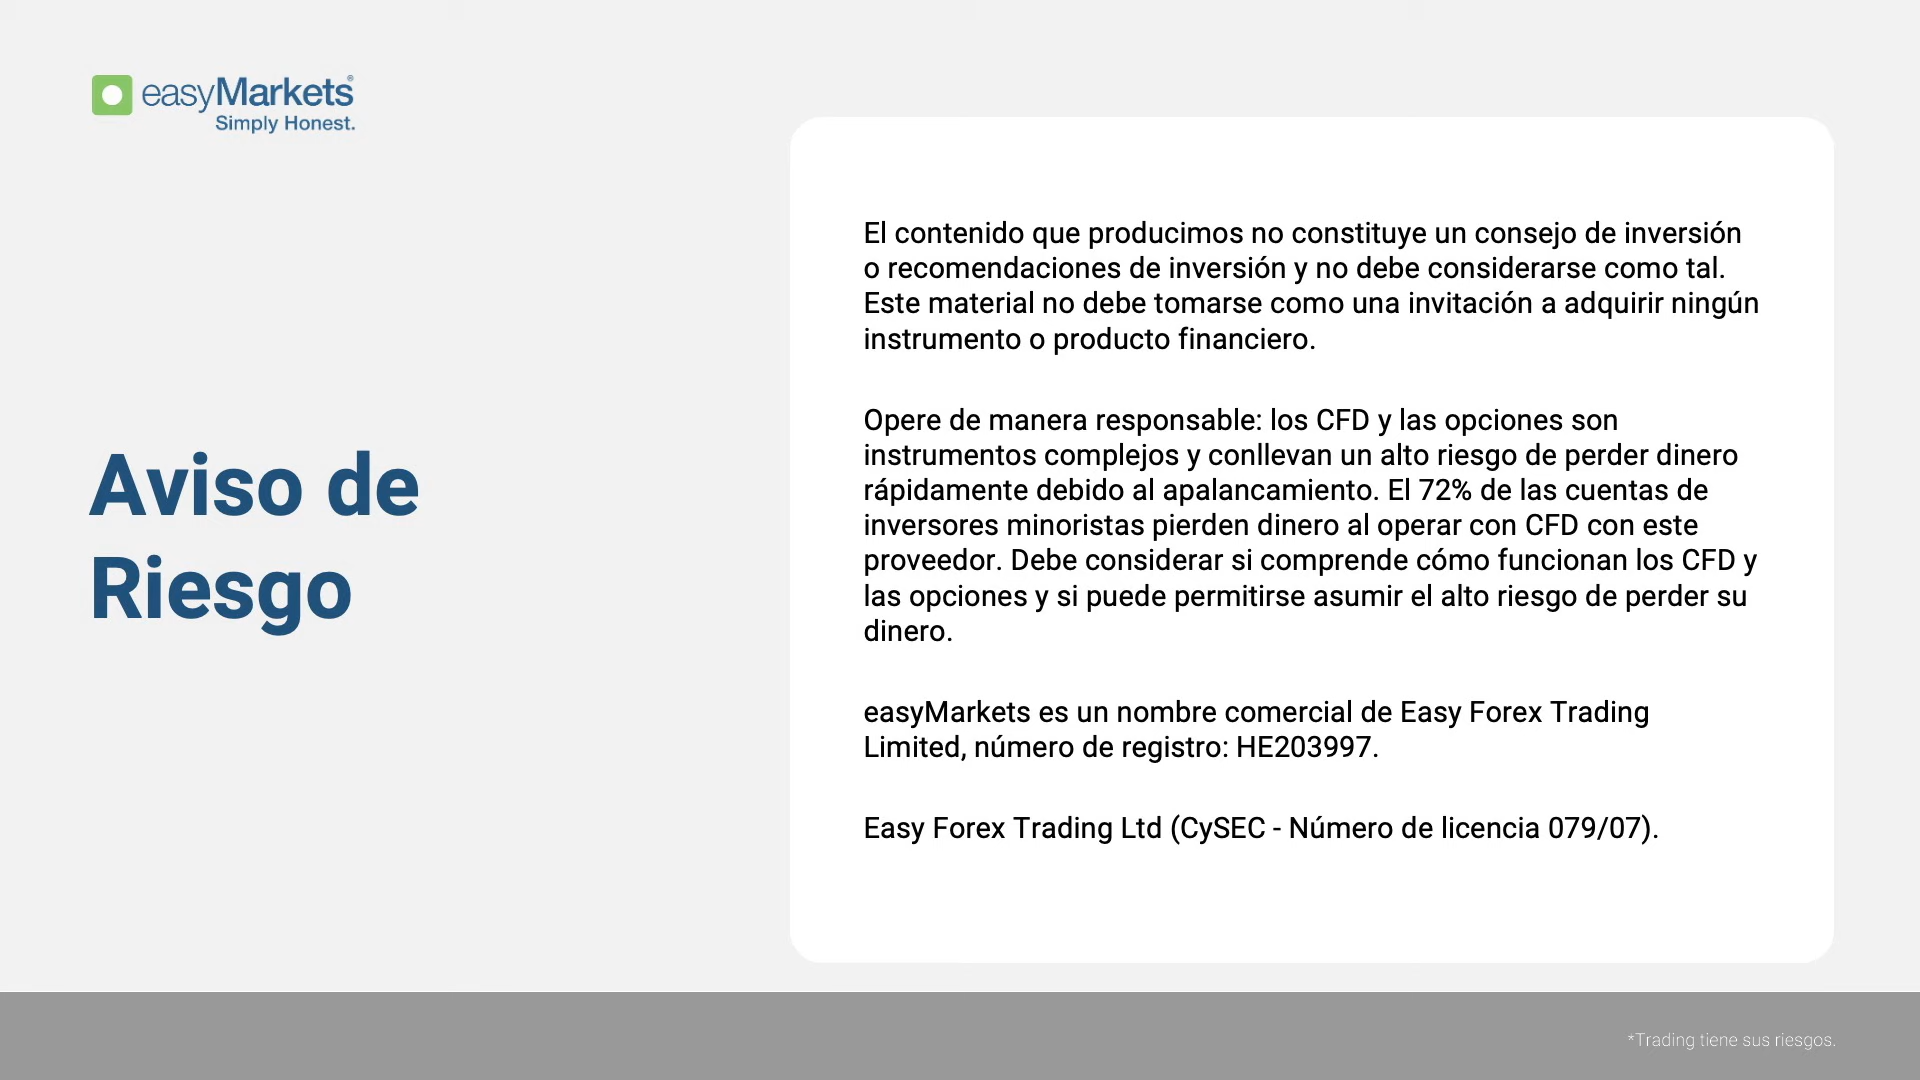 easyMarkets®
Simply Honest.
Aviso de
Riesgo
El contenido que producimos no constituye un consejo de inversión
o recomendaciones de inversión y no debe considerarse como tal.
Este material no debe tomarse como una invitación a adquirir ningún
instrumento o producto financiero.
Opere de manera responsable: los CFD y las opciones son
instrumentos complejos y conllevan un alto riesgo de perder dinero
rápidamente debido al apalancamiento. El 72% de las cuentas de
inversores minoristas pierden dinero al operar con CFD con este
proveedor. Debe considerar si comprende cómo funcionan los CFD y
las opciones y si puede permitirse asumir el alto riesgo de perder su
dinero.
easyMarkets es un nombre comercial de Easy Forex Trading
Limited, número de registro: HE203997.
Easy Forex Trading Ltd (CySEC - Número de licencia 079/07).
*Trading tiene sus riesgos.